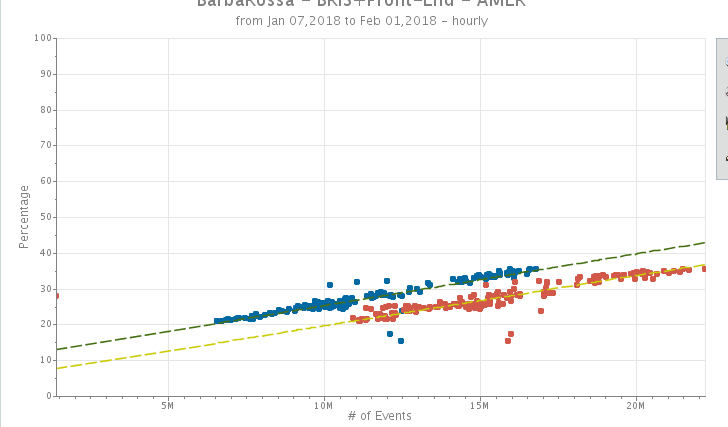 BarbaRossa - BRIS+Front-End - AMER
from Jan 07,2018 to Feb 01,2018 - hourly
100
90
80
70
60
50
40
30
20
10
0
Percentage
5M 10M 15M 20M
# of Events